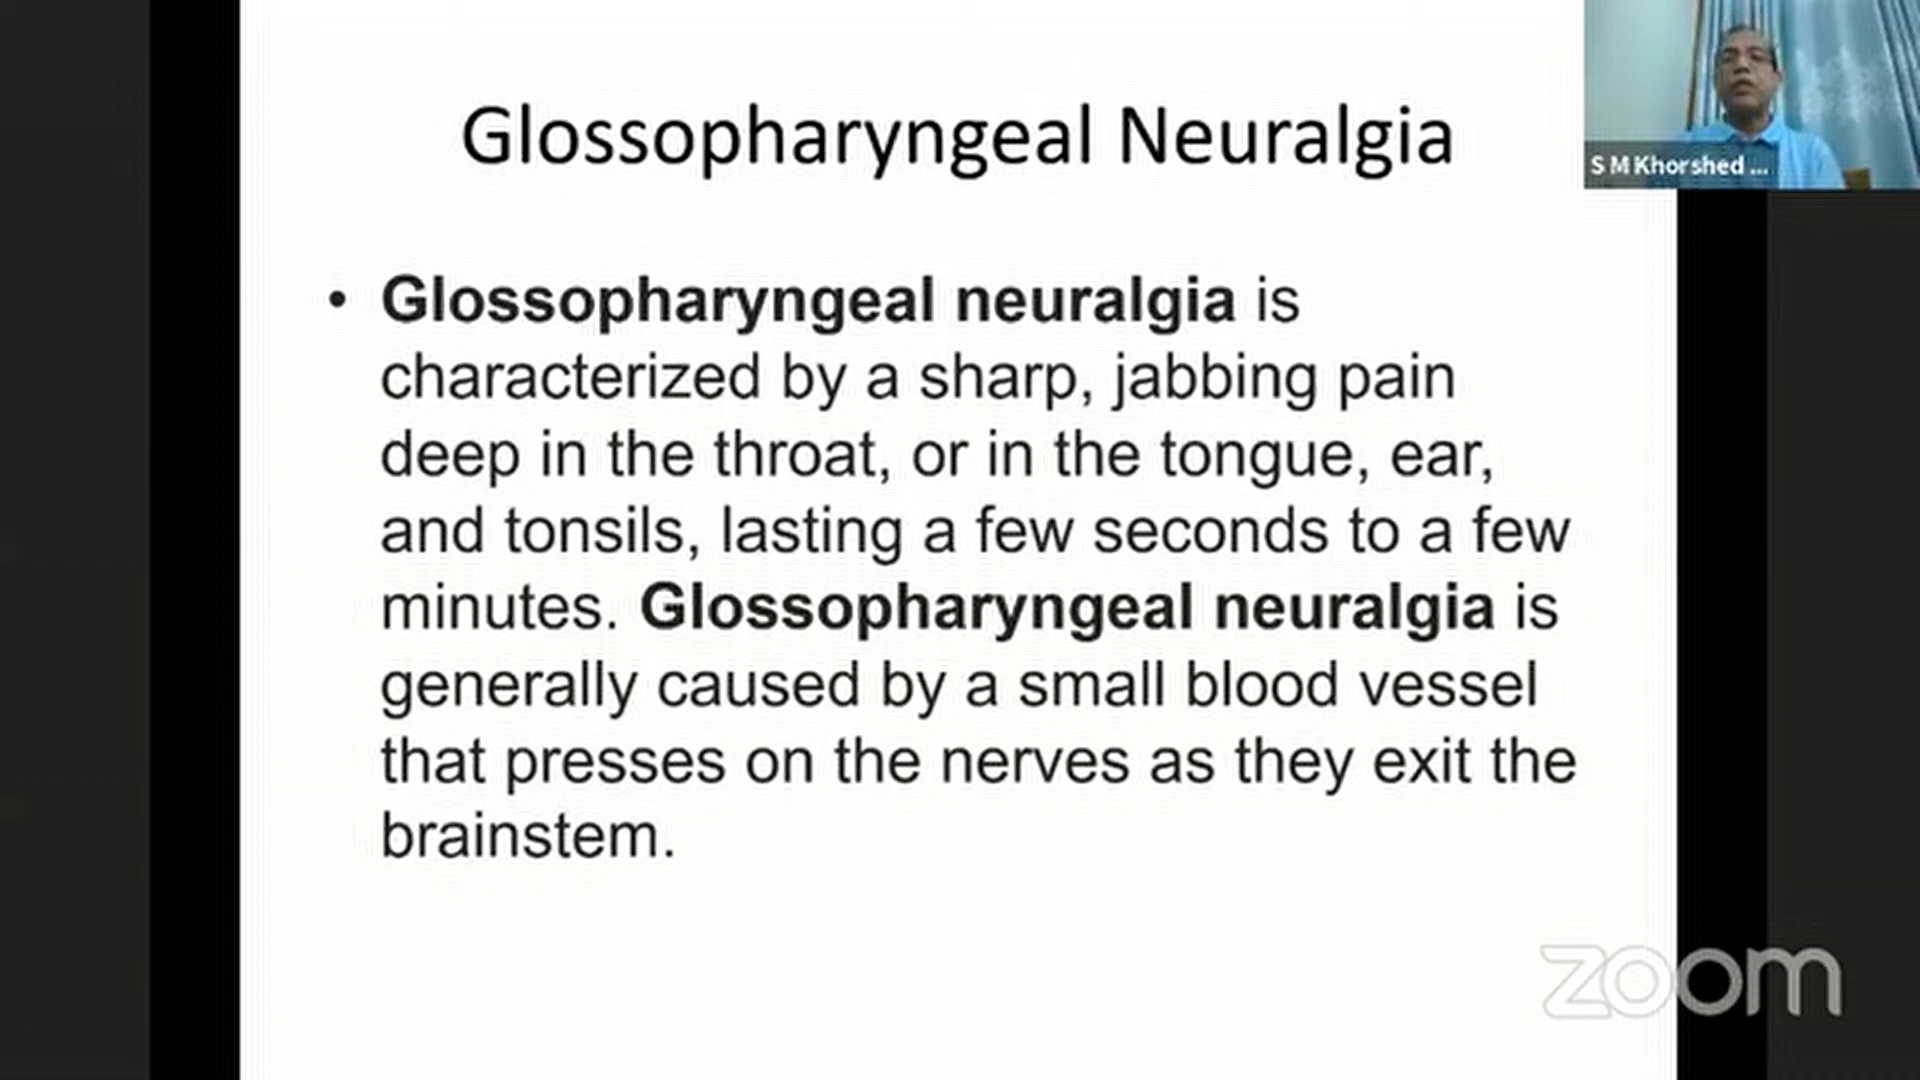 Glossopharyngeal Neuralgia
S M Khorshed ...
• Glossopharyngeal neuralgia is
characterized by a sharp, jabbing pain
deep in the throat, or in the tongue, ear,
and tonsils, lasting a few seconds to a few
minutes. Glossopharyngeal neuralgia is
generally caused by a small blood vessel
that presses on the nerves as they exit the
brainstem.
zoom